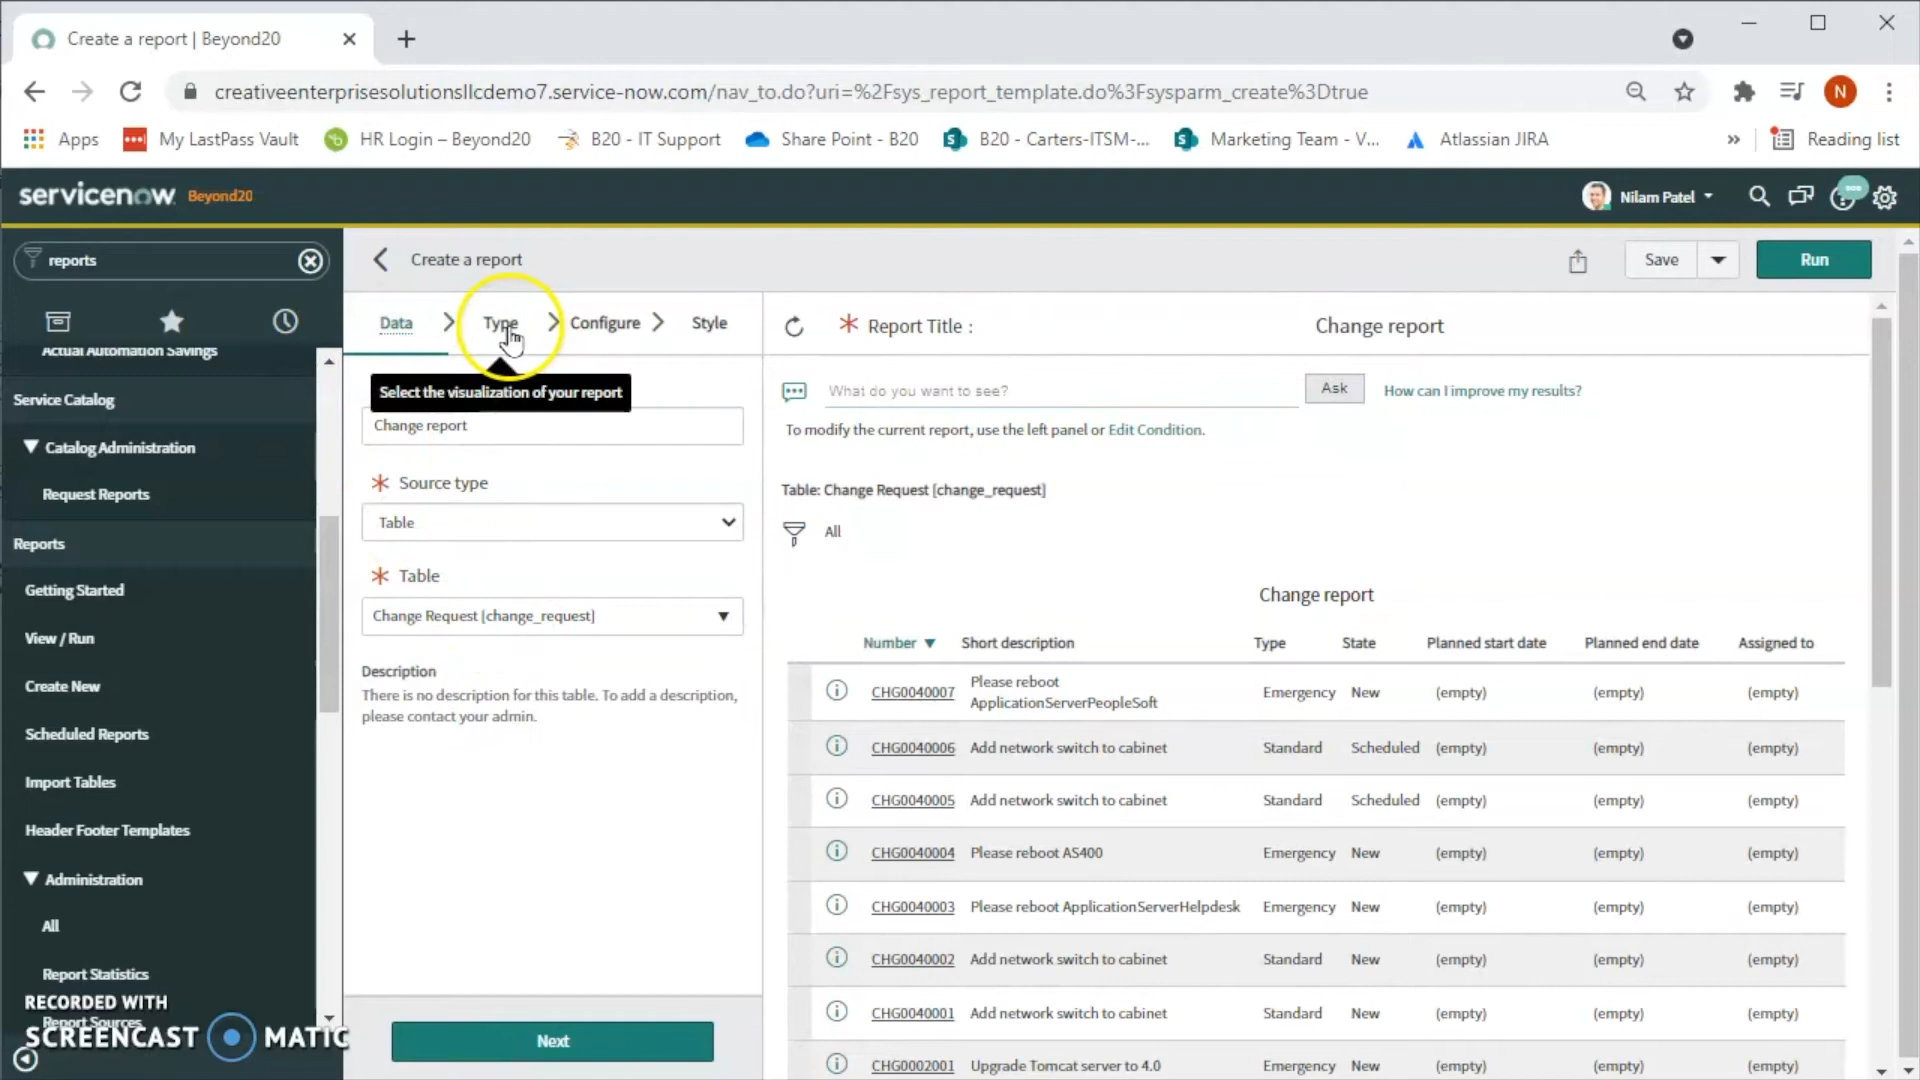 Create a report | Beyond20
creativeenterprisesolutionsllcdemo7.service-now.com/nav_to.do?uri=%2Fsys_report_template.do%3Fsysparm_create%3Dtrue
N
Apps
My LastPass Vault
HR Login – Beyond20
B20 - IT Support
Share Point - B20
B20 - Carters-ITSM-...
Marketing Team - V...
Atlassian JIRA
»
Reading list
servicenow Beyond20
Nilam Patel
reports
Create a report
Save
Run
Data
Type
Configure
Style
Report Title :
Change report
Actual Automation Savings
Service Catalog
Catalog Administration
Request Reports
Reports
Getting Started
View / Run
Create New
Scheduled Reports
Import Tables
Header Footer Templates
Administration
All
Report Statistics
Report Sources
RECORDED WITH
SCREENCAST MATIC
Select the visualization of your report
Change report
Source type
Table
Table
Change Request [change_request]
Description
There is no description for this table. To add a description,
please contact your admin.
Next
What do you want to see?
Ask
How can I improve my results?
To modify the current report, use the left panel or Edit Condition.
Table: Change Request [change_request]
All
Change report
Number Short description Type State Planned start date Planned end date Assigned to
CHG0040007 Please reboot ApplicationServerPeopleSoft Emergency New (empty) (empty) (empty)
CHG0040006 Add network switch to cabinet Standard Scheduled (empty) (empty) (empty)
CHG0040005 Add network switch to cabinet Standard Scheduled (empty) (empty) (empty)
CHG0040004 Please reboot AS400 Emergency New (empty) (empty) (empty)
CHG0040003 Please reboot ApplicationServerHelpdesk Emergency New (empty) (empty) (empty)
CHG0040002 Add network switch to cabinet Standard New (empty) (empty) (empty)
CHG0040001 Add network switch to cabinet Standard New (empty) (empty) (empty)
CHG0002001 Upgrade Tomcat server to 4.0 Emergency New (empty) (empty) (empty)